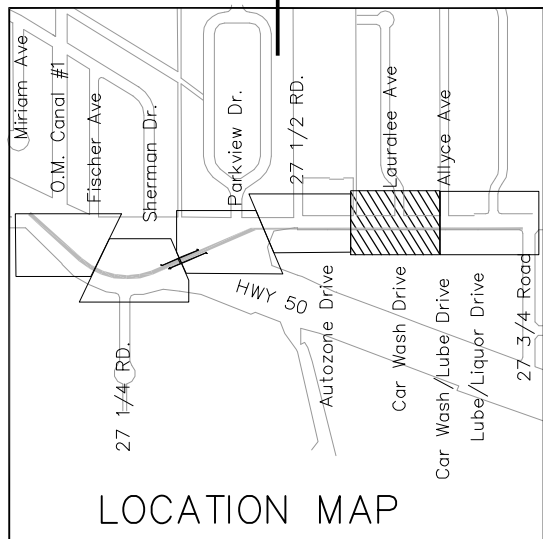 Miriam Ave
O.M. Canal #1
Fischer Ave
Sherman Dr.
Parkview Dr.
27 1/2 RD.
Lauralee Ave
Allyce Ave
HWY 50
27 1/4 RD.
Autozone Drive
Car Wash Drive
Car Wash/Lube Drive
Lube/Liquor Drive
27 3/4 Road
LOCATION MAP